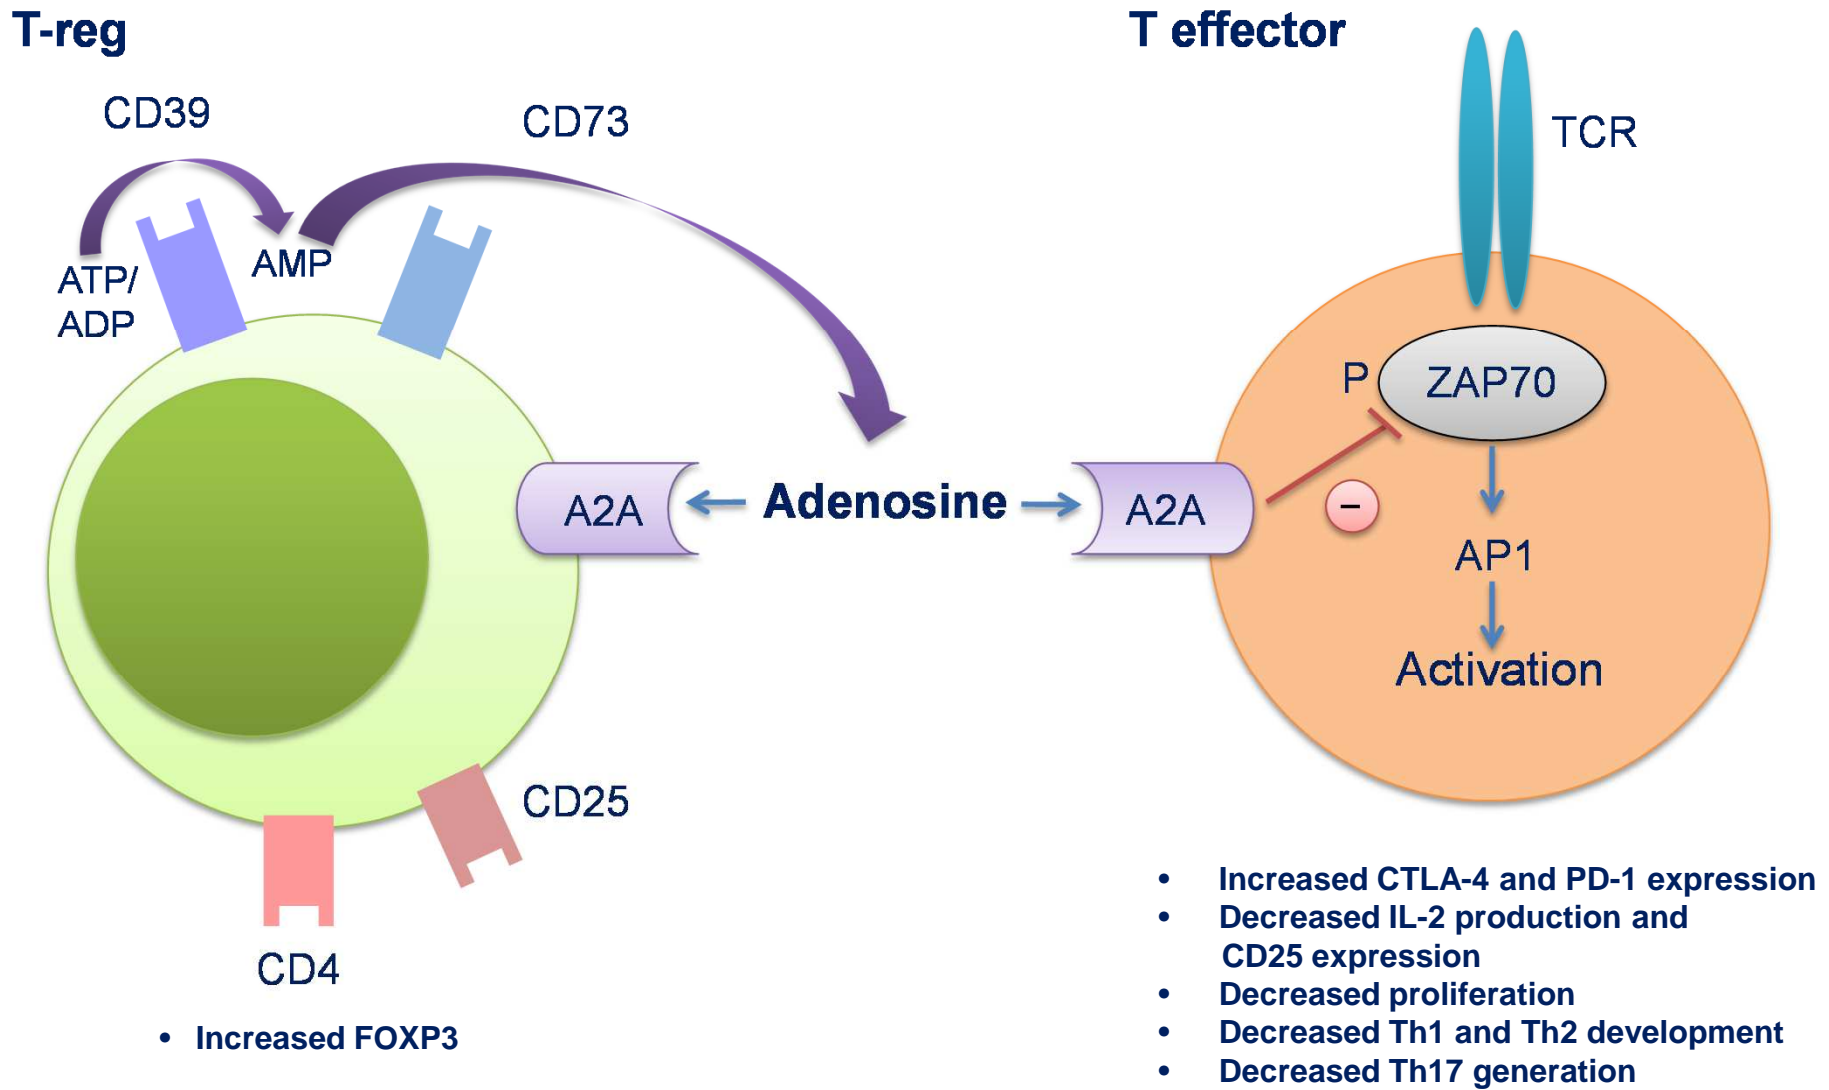 T-reg
T effector
CD39
CD73
TCR
ATP/
ADP
AMP
P
ZAP70
A2A
Adenosine
A2A
–
AP1
Activation
CD25
CD4
• Increased FOXP3
• Increased CTLA-4 and PD-1 expression
• Decreased IL-2 production and
CD25 expression
• Decreased proliferation
• Decreased Th1 and Th2 development
• Decreased Th17 generation